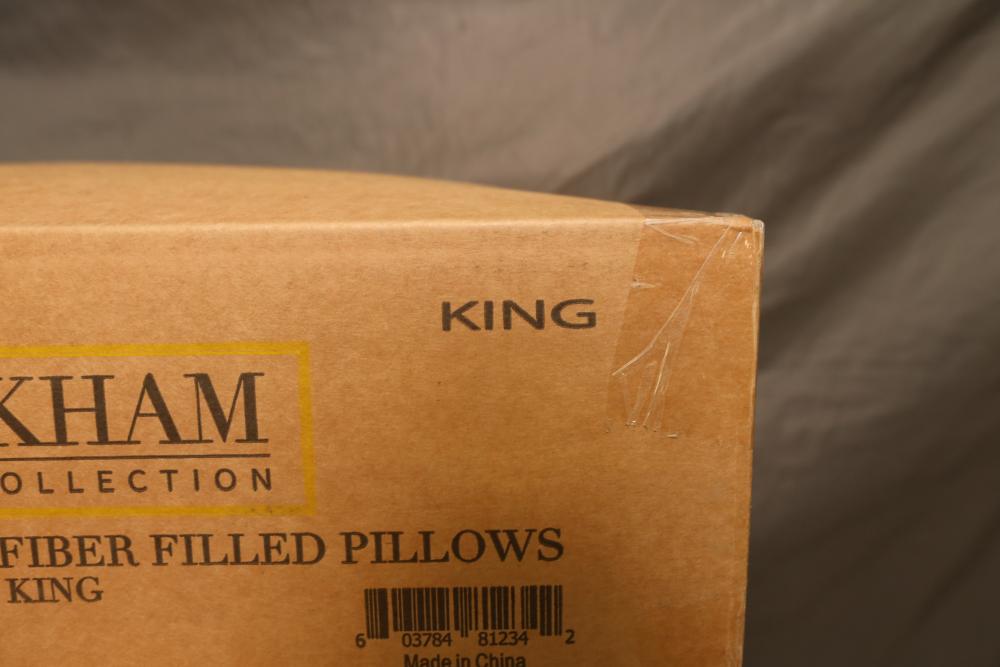 KING
KHAM
OLLECTION
FIBER FILLED PILLOWS
KING
6 03784 81234 2
Made in China